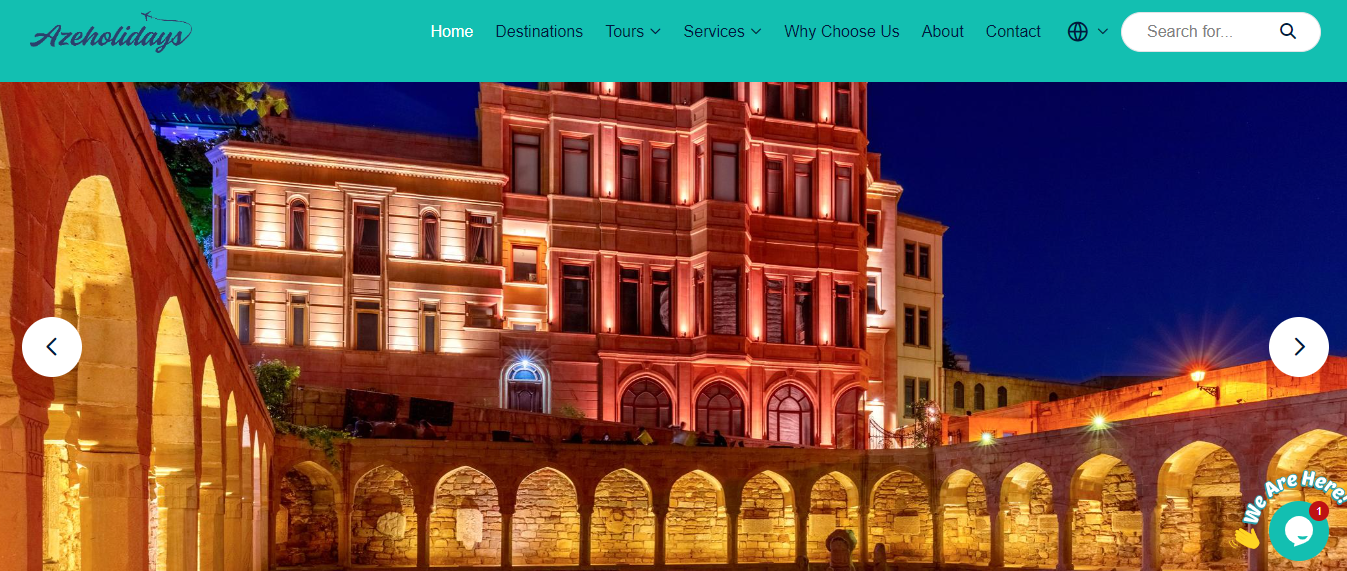 Azeholidays
Home Destinations Tours Services Why Choose Us About Contact Search for...
We Are Here!
1